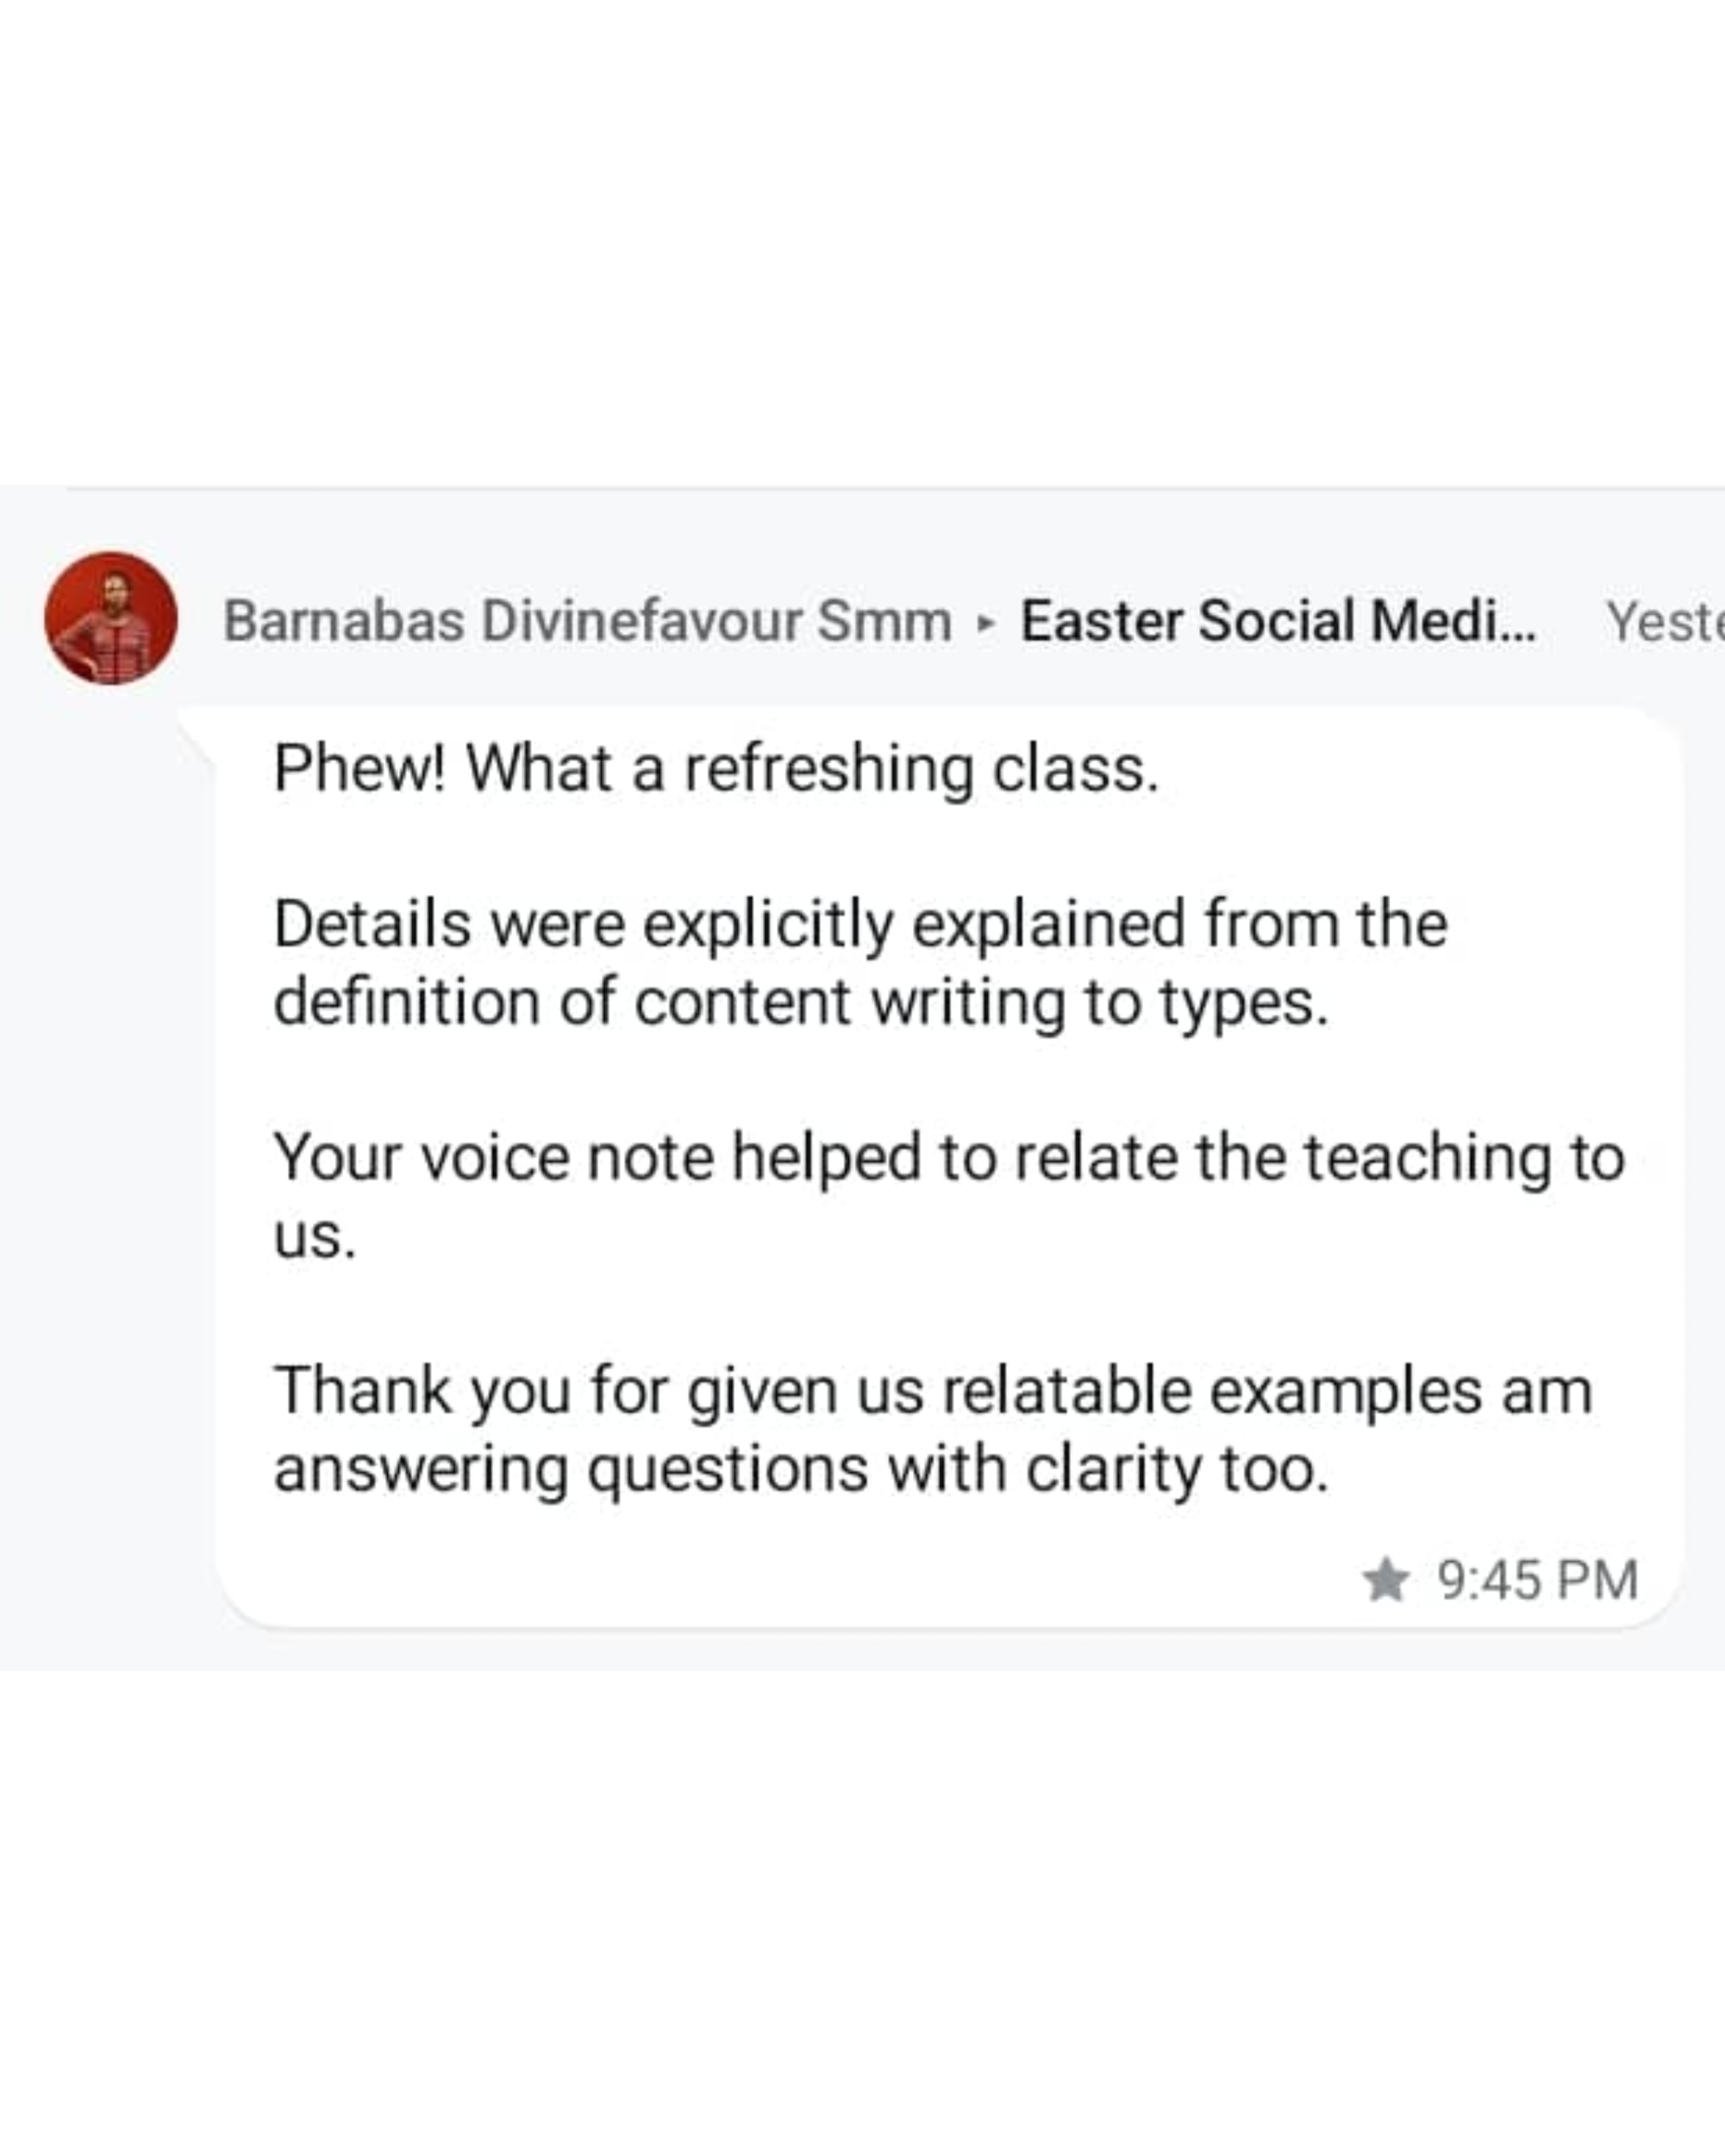 Barnabas Divinefavour Smm ▸ Easter Social Medi... Yeste
Phew! What a refreshing class.
Details were explicitly explained from the
definition of content writing to types.
Your voice note helped to relate the teaching to
us.
Thank you for given us relatable examples am
answering questions with clarity too.
★ 9:45 PM